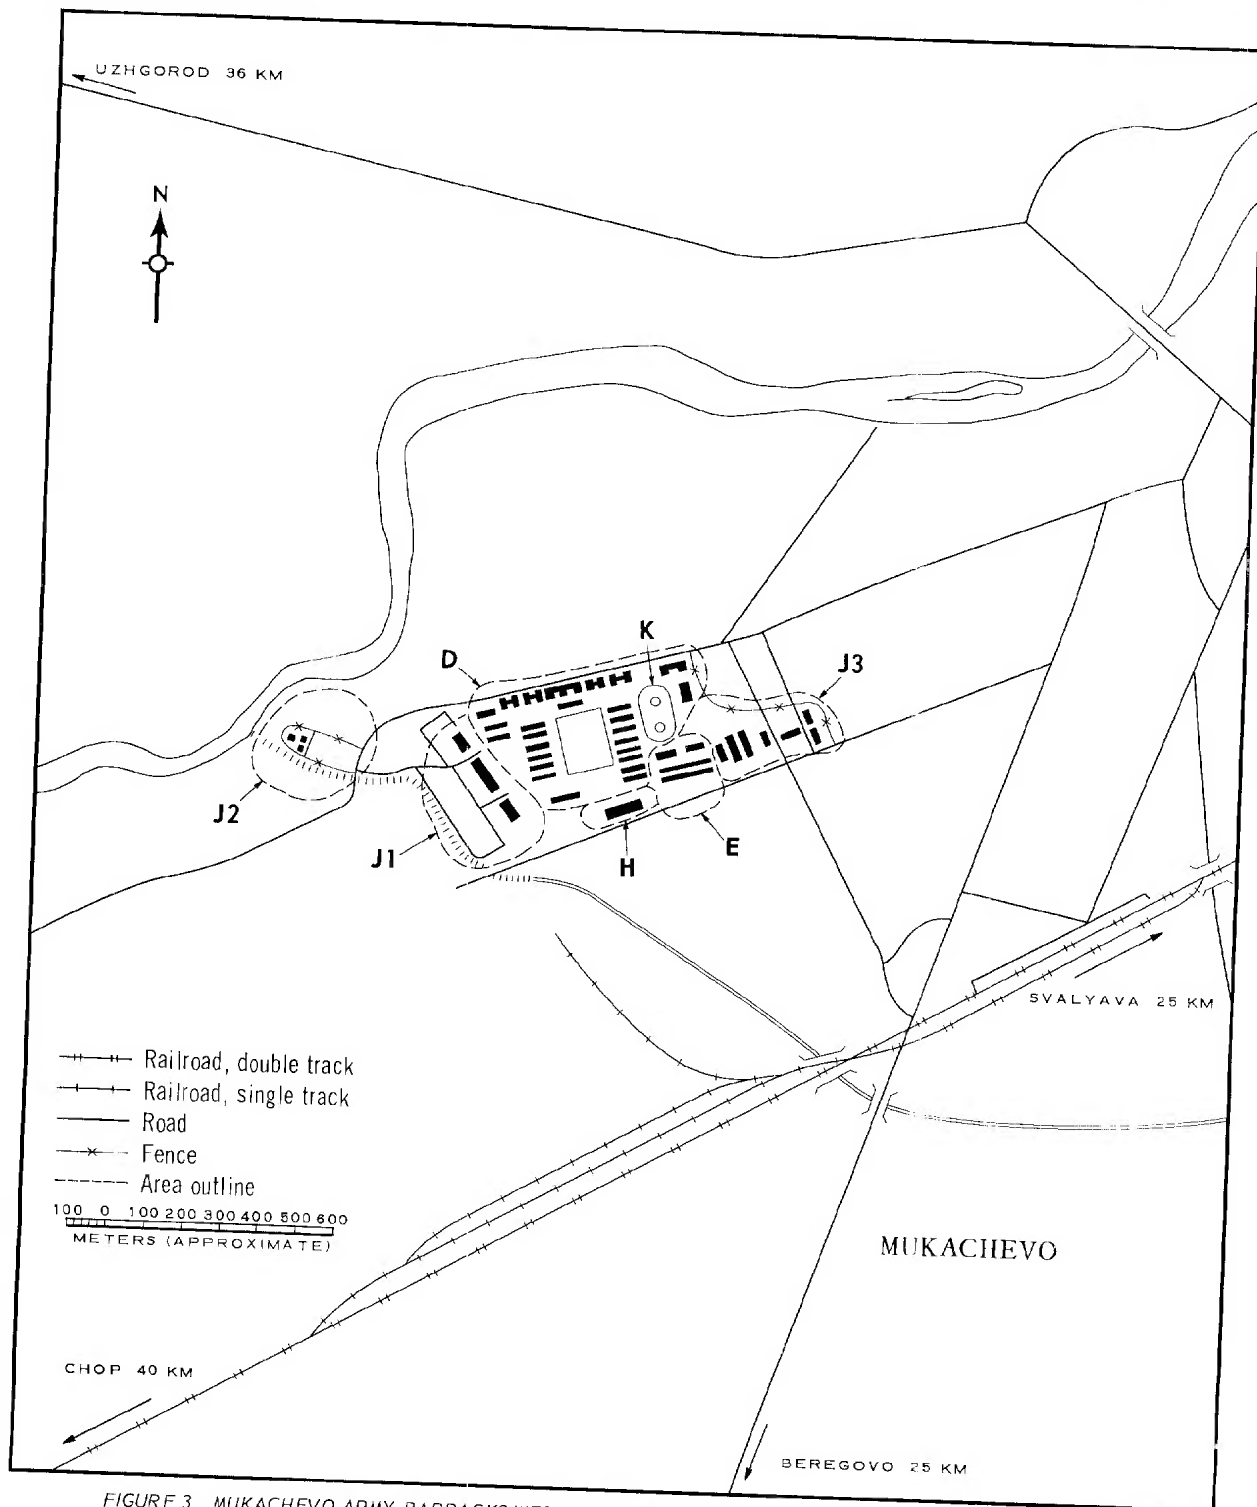 UZHGOROD 36 KM
N
K
D
J3
J2
J1
H
E
SVALYAVA 25 KM
Railroad, double track
Railroad, single track
Road
Fence
Area outline
100 0 100 200 300 400 500 600
METERS (APPROXIMATE)
MUKACHEVO
CHOP 40 KM
BEREGOVO 25 KM
FIGURE 3. MUKACHEVO ARMY BARRACKS